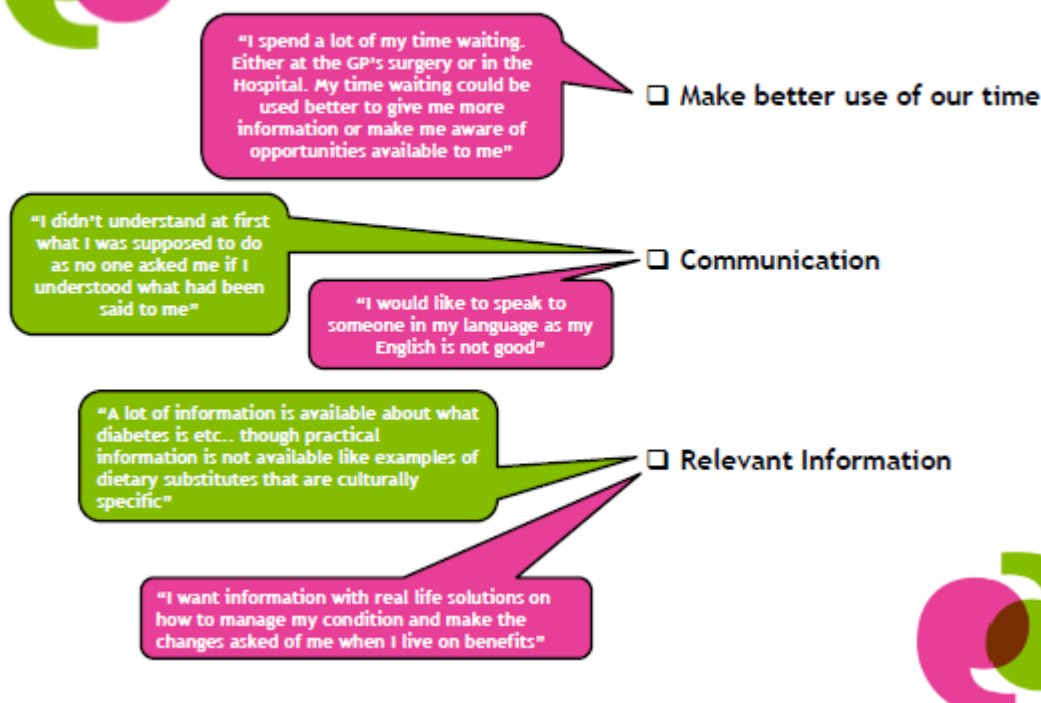 “I spend a lot of my time waiting.
Either at the GP’s surgery or in the
Hospital. My time waiting could be
used better to give me more
information or make me aware of
opportunities available to me”
❑ Make better use of our time
“I didn’t understand at first
what I was supposed to do
as no one asked me if I
understood what had been
said to me”
❑ Communication
“I would like to speak to
someone in my language as my
English is not good”
“A lot of information is available about what
diabetes is etc.. though practical
information is not available like examples of
dietary substitutes that are culturally
specific”
❑ Relevant Information
“I want information with real life solutions on
how to manage my condition and make the
changes asked of me when I live on benefits”